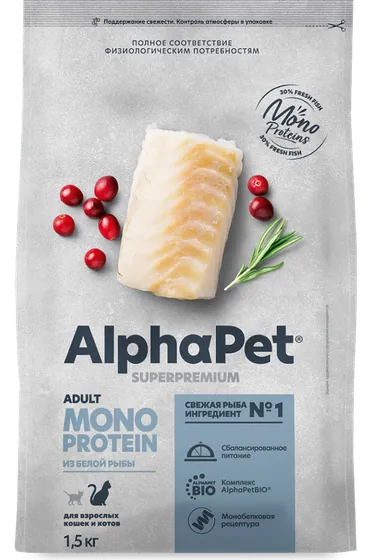 Поддержание свежести. Контроль атмосферы в упаковке
ПОЛНОЕ СООТВЕТСТВИЕ
ФИЗИОЛОГИЧЕСКИМ ПОТРЕБНОСТЯМ
30% FRESH FISH
Mono
Proteins
30% FRESH FISH
AlphaPet®
SUPERPREMIUM
ADULT
MONO
PROTEIN
ИЗ БЕЛОЙ РЫБЫ
для взрослых
кошек и котов
1,5 КГ
СВЕЖАЯ РЫБА
ИНГРЕДИЕНТ №1
Сбалансированное
питание
ALPHAPET
BIO
Комплекс
AlphaPetBIO®
Монобелковая
рецептура